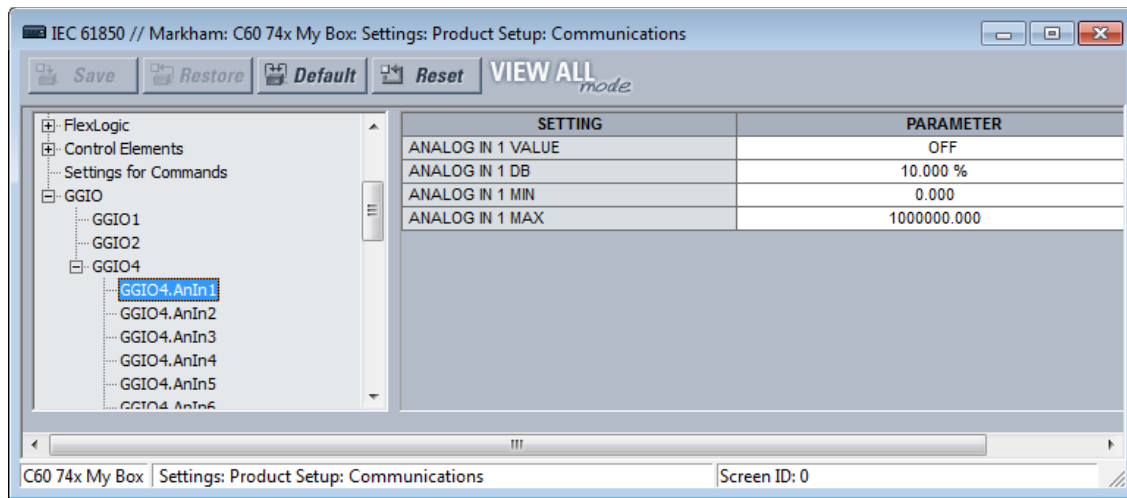 IEC 61850 // Markham: C60 74x My Box: Settings: Product Setup: Communications
Save Restore Default Reset VIEW ALL mode
FlexLogic
Control Elements
Settings for Commands
GGIO
GGIO1
GGIO2
GGIO4
GGIO4.AnIn1
GGIO4.AnIn2
GGIO4.AnIn3
GGIO4.AnIn4
GGIO4.AnIn5
GGIO4.AnIn6
SETTING PARAMETER
ANALOG IN 1 VALUE OFF
ANALOG IN 1 DB 10.000 %
ANALOG IN 1 MIN 0.000
ANALOG IN 1 MAX 1000000.000
C60 74x My Box Settings: Product Setup: Communications Screen ID: 0